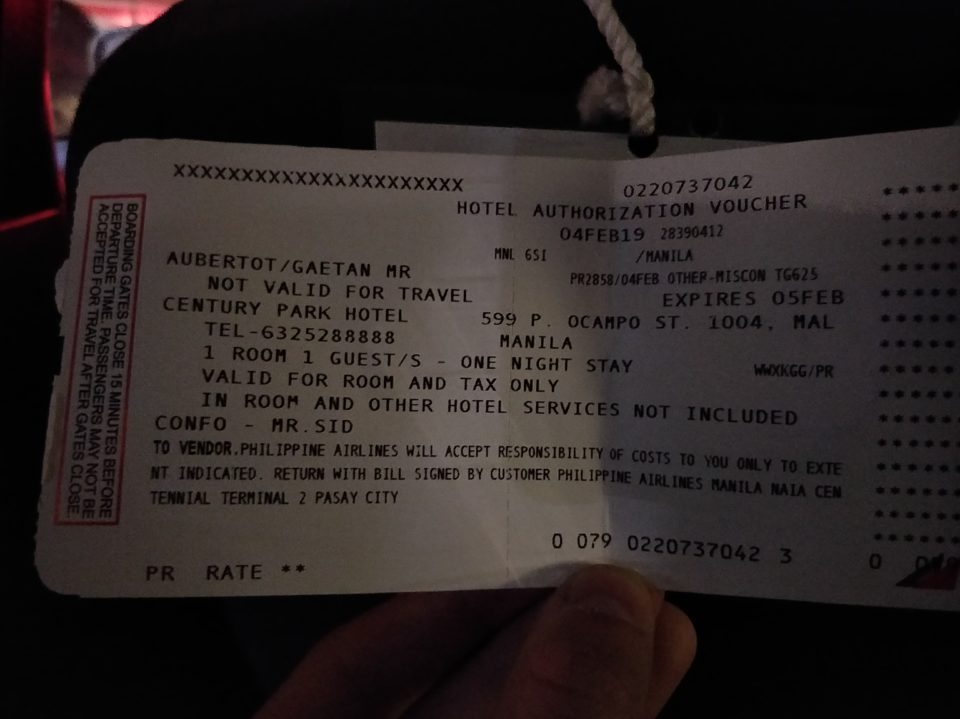 XXXXXXXXXXXXXXXXXXXXXXX
0220737042
HOTEL AUTHORIZATION VOUCHER
04FEB19 28390412
MNL 6SI /MANILA
AUBERTOT/GAETAN MR
PR2858/04FEB OTHER-MISCON TG625
NOT VALID FOR TRAVEL
EXPIRES 05FEB
CENTURY PARK HOTEL 599 P. OCAMPO ST. 1004, MAL
TEL-6325288888 MANILA
1 ROOM 1 GUEST/S - ONE NIGHT STAY
WWXKGG/PR
VALID FOR ROOM AND TAX ONLY
IN ROOM AND OTHER HOTEL SERVICES NOT INCLUDED
CONFO - MR.SID
TO VENDOR.PHILIPPINE AIRLINES WILL ACCEPT RESPONSIBILITY OF COSTS TO YOU ONLY TO EXTE
NT INDICATED. RETURN WITH BILL SIGNED BY CUSTOMER PHILIPPINE AIRLINES MANILA NAIA CEN
TENNIAL TERMINAL 2 PASAY CITY
0 079 0220737042 3 0
PR RATE **
BOARDING GATES CLOSE 15 MINUTES BEFORE
DEPARTURE TIME. PASSENGERS MAY NOT BE
ACCEPTED FOR TRAVEL AFTER GATES CLOSE.